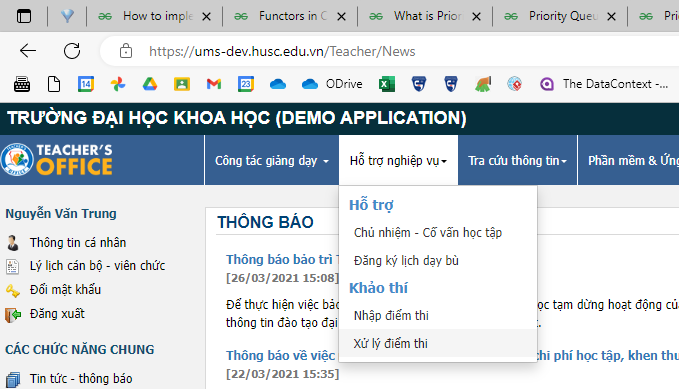 How to imple
Functors in C
What is Prior
Priority Queu
Pri
https://ums-dev.husc.edu.vn/Teacher/News
14
ODrive
The DataContext -...
TRƯỜNG ĐẠI HỌC KHOA HỌC (DEMO APPLICATION)
TEACHER'S OFFICE
Công tác giảng dạy
Hỗ trợ nghiệp vụ
Tra cứu thông tin
Phần mềm & Ứng
Nguyễn Văn Trung
Thông tin cá nhân
Lý lịch cán bộ - viên chức
Đổi mật khẩu
Đăng xuất
CÁC CHỨC NĂNG CHUNG
Tin tức - thông báo
Hỗ trợ
Chủ nhiệm - Cố vấn học tập
Đăng ký lịch dạy bù
Khảo thí
Nhập điểm thi
Xử lý điểm thi
THÔNG BÁO
Thông báo bảo trì
[26/03/2021 15:08]
Để thực hiện việc bảo
học tạm dừng hoạt động củ
thông tin đào tạo đại
Thông báo về việc
chi phí học tập, khen thư
[22/03/2021 15:35]